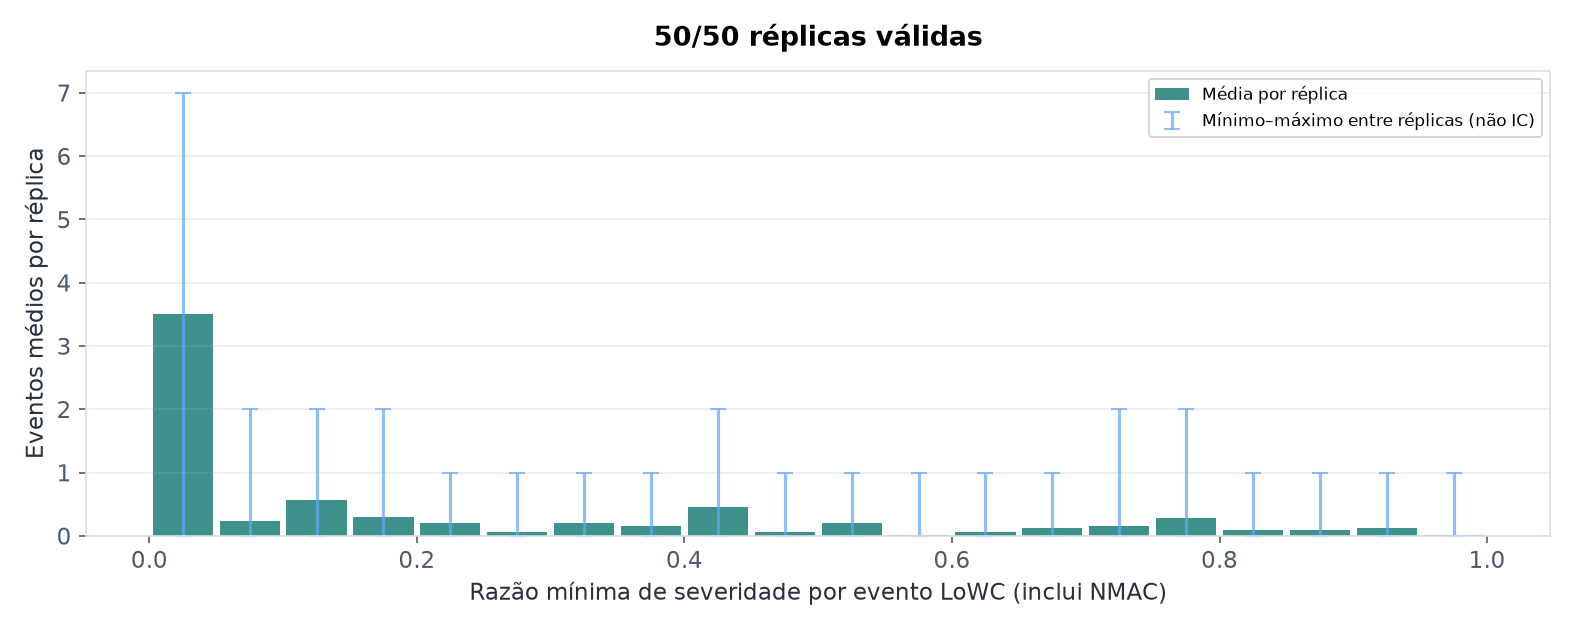 50/50 réplicas válidas
Média por réplica
Mínimo–máximo entre réplicas (não IC)
Eventos médios por réplica
7
6
5
4
3
2
1
0
0.0 0.2 0.4 0.6 0.8 1.0
Razão mínima de severidade por evento LoWC (inclui NMAC)